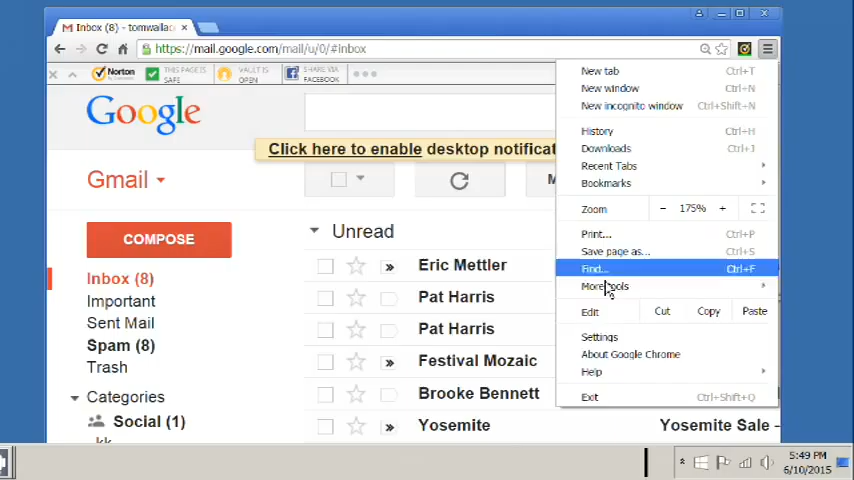 Inbox (8) - tomwallac
https://mail.google.com/mail/u/0/#inbox
Norton
THIS PAGE IS SAFE
VAULT IS OPEN
SHARE VIA FACEBOOK
Google
Click here to enable desktop notificat
Gmail
M
COMPOSE
Unread
Inbox (8)
Important
Sent Mail
Spam (8)
Trash
Categories
Social (1)
Eric Mettler
Pat Harris
Pat Harris
Festival Mozaic
Brooke Bennett
Yosemite
Yosemite Sale -
New tab Ctrl+T
New window Ctrl+N
New incognito window Ctrl+Shift+N
History Ctrl+H
Downloads Ctrl+J
Recent Tabs
Bookmarks
Zoom − 175% +
Print... Ctrl+P
Save page as... Ctrl+S
Find... Ctrl+F
More tools
Edit Cut Copy Paste
Settings
About Google Chrome
Help
Exit Ctrl+Shift+Q
5:49 PM
6/10/2015